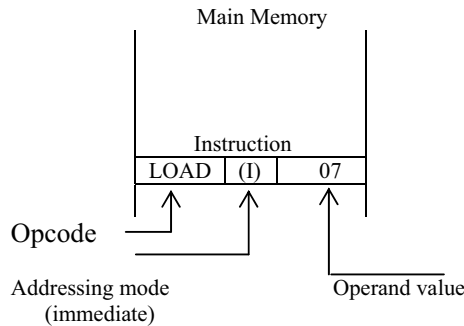 Main Memory
Instruction
LOAD (I) 07
Opcode
Addressing mode Operand value
(immediate)